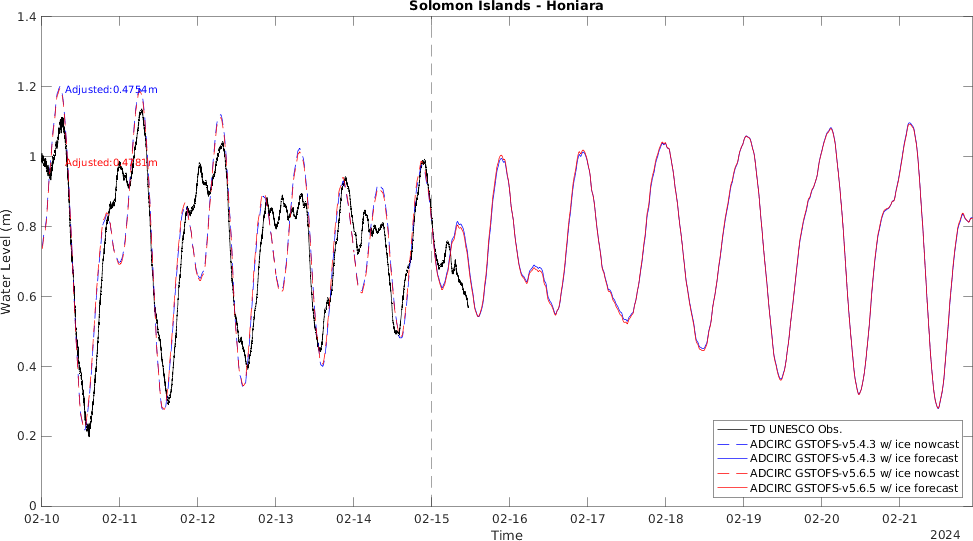 Solomon Islands - Honiara
1.4
1.2
1
0.8
0.6
0.4
0.2
0
Water Level (m)
Adjusted:0.4754m
Adjusted:0.4781m
TD UNESCO Obs.
ADCIRC GSTOFS-v5.4.3 w/ ice nowcast
ADCIRC GSTOFS-v5.4.3 w/ ice forecast
ADCIRC GSTOFS-v5.6.5 w/ ice nowcast
ADCIRC GSTOFS-v5.6.5 w/ ice forecast
02-10 02-11 02-12 02-13 02-14 02-15 02-16 02-17 02-18 02-19 02-20 02-21
Time
2024